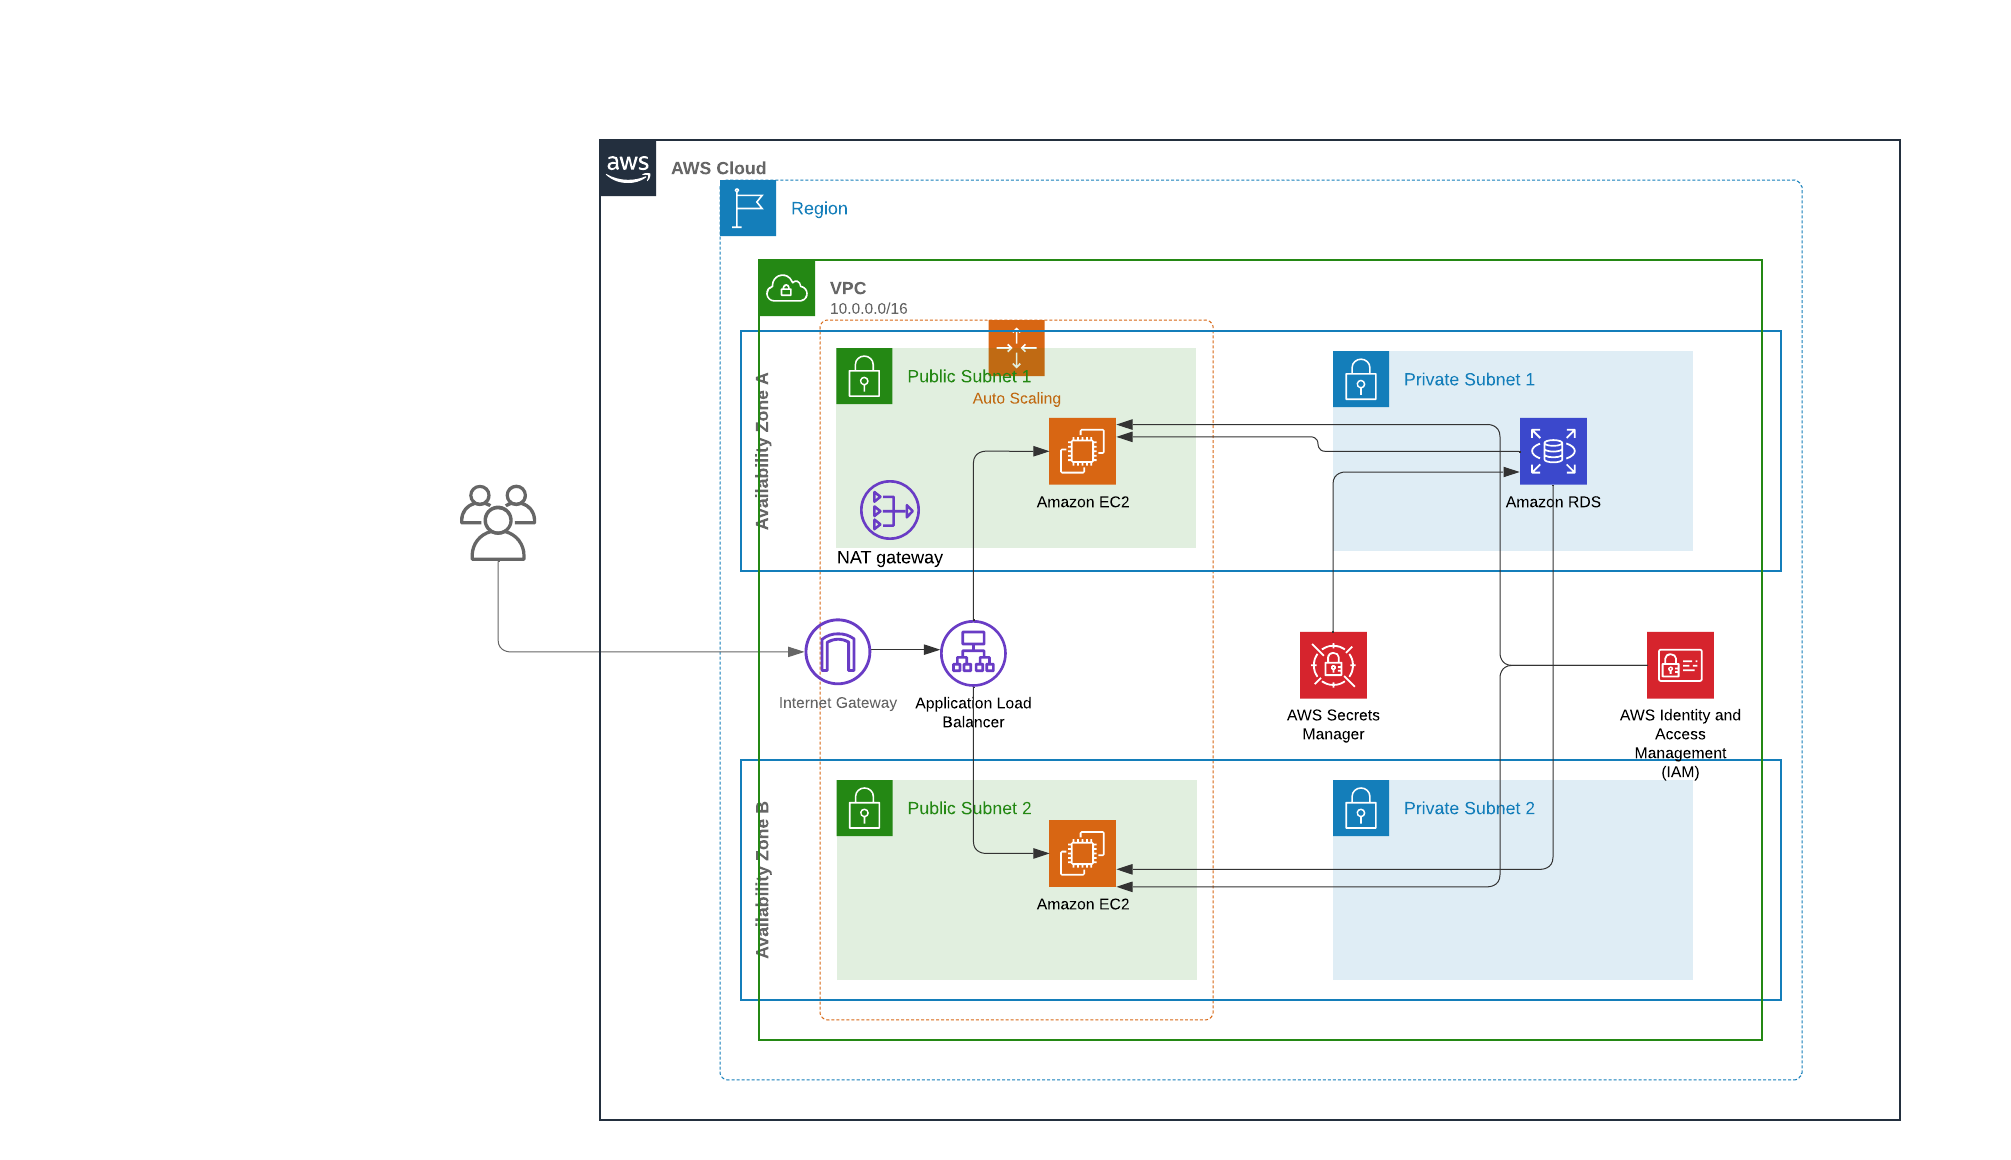 aws
AWS Cloud
Region
VPC
10.0.0.0/16
Availability Zone A
Public Subnet 1
Auto Scaling
Private Subnet 1
Amazon EC2
Amazon RDS
NAT gateway
Internet Gateway
Application Load
Balancer
AWS Secrets
Manager
AWS Identity and
Access
Management
(IAM)
Availability Zone B
Public Subnet 2
Private Subnet 2
Amazon EC2